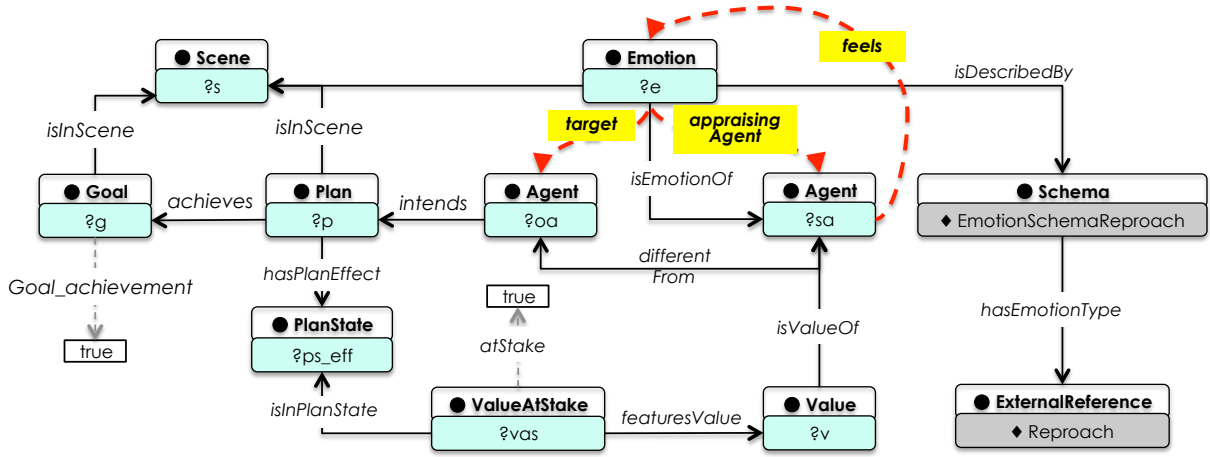 ● Scene
?s
● Emotion
?e
feels
isDescribedBy
isInScene
isInScene
target
appraising
Agent
isEmotionOf
● Goal
?g
achieves
● Plan
?p
intends
● Agent
?oa
● Agent
?sa
● Schema
♦ EmotionSchemaReproach
Goal_achievement
hasPlanEffect
different
From
true
true
● PlanState
?ps_eff
atStake
isValueOf
hasEmotionType
isInPlanState
● ValueAtStake
?vas
featuresValue
● Value
?v
● ExternalReference
♦ Reproach